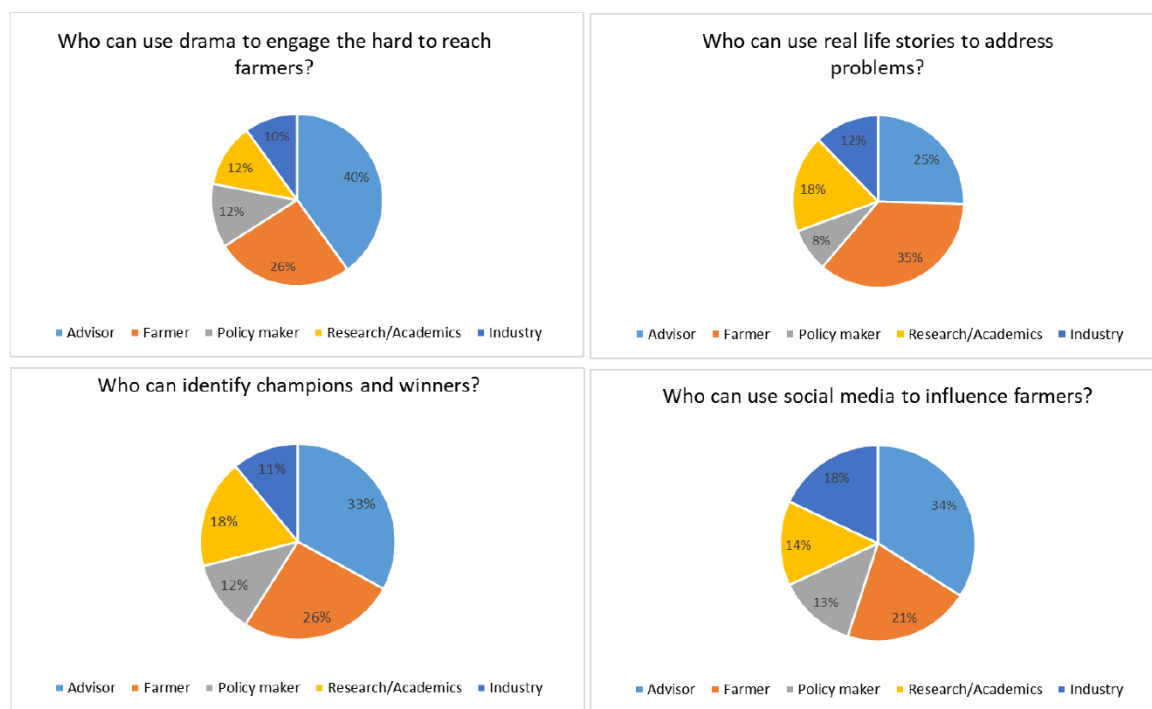 Who can use drama to engage the hard to reach
farmers?
10%
40%
12%
12%
26%
Advisor Farmer Policy maker Research/Academics Industry
Who can use real life stories to address
problems?
12%
25%
18%
8%
35%
Advisor Farmer Policy maker Research/Academics Industry
Who can identify champions and winners?
11%
33%
18%
12%
26%
Advisor Farmer Policy maker Research/Academics Industry
Who can use social media to influence farmers?
18%
34%
14%
13%
21%
Advisor Farmer Policy maker Research/Academics Industry